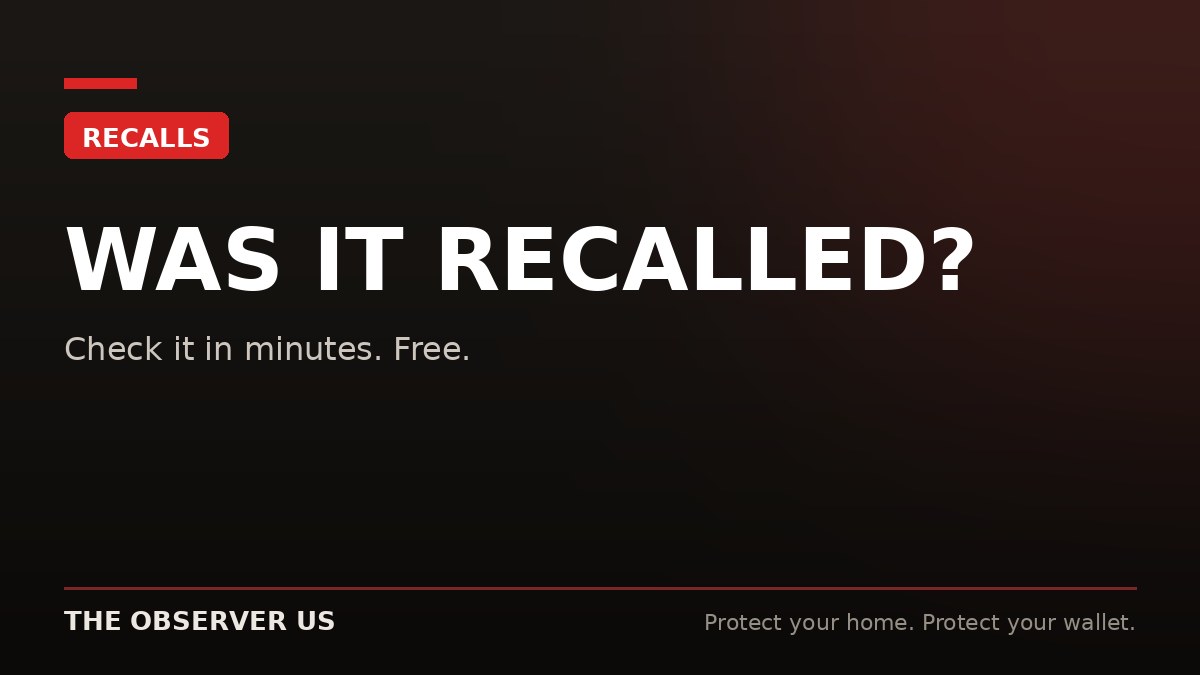 RECALLS
WAS IT RECALLED?
Check it in minutes. Free.
THE OBSERVER US
Protect your home. Protect your wallet.